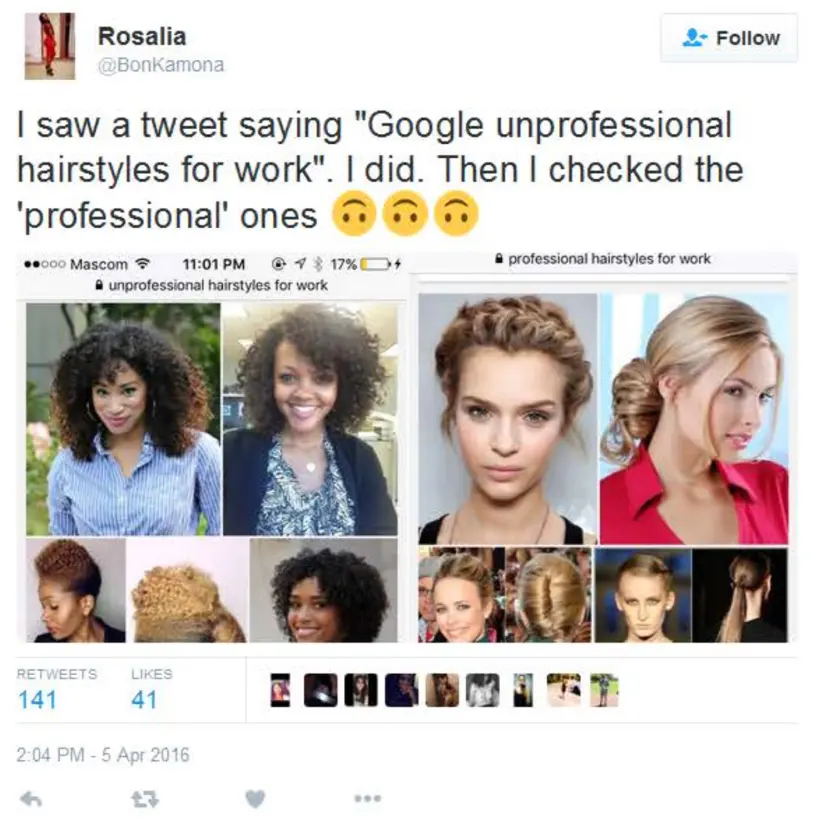 Rosalia
@BonKamona
Follow
I saw a tweet saying "Google unprofessional
hairstyles for work". I did. Then I checked the
'professional' ones 🙃🙃🙃
Mascom 11:01 PM 17%
unprofessional hairstyles for work
professional hairstyles for work
RETWEETS LIKES
141 41
2:04 PM - 5 Apr 2016